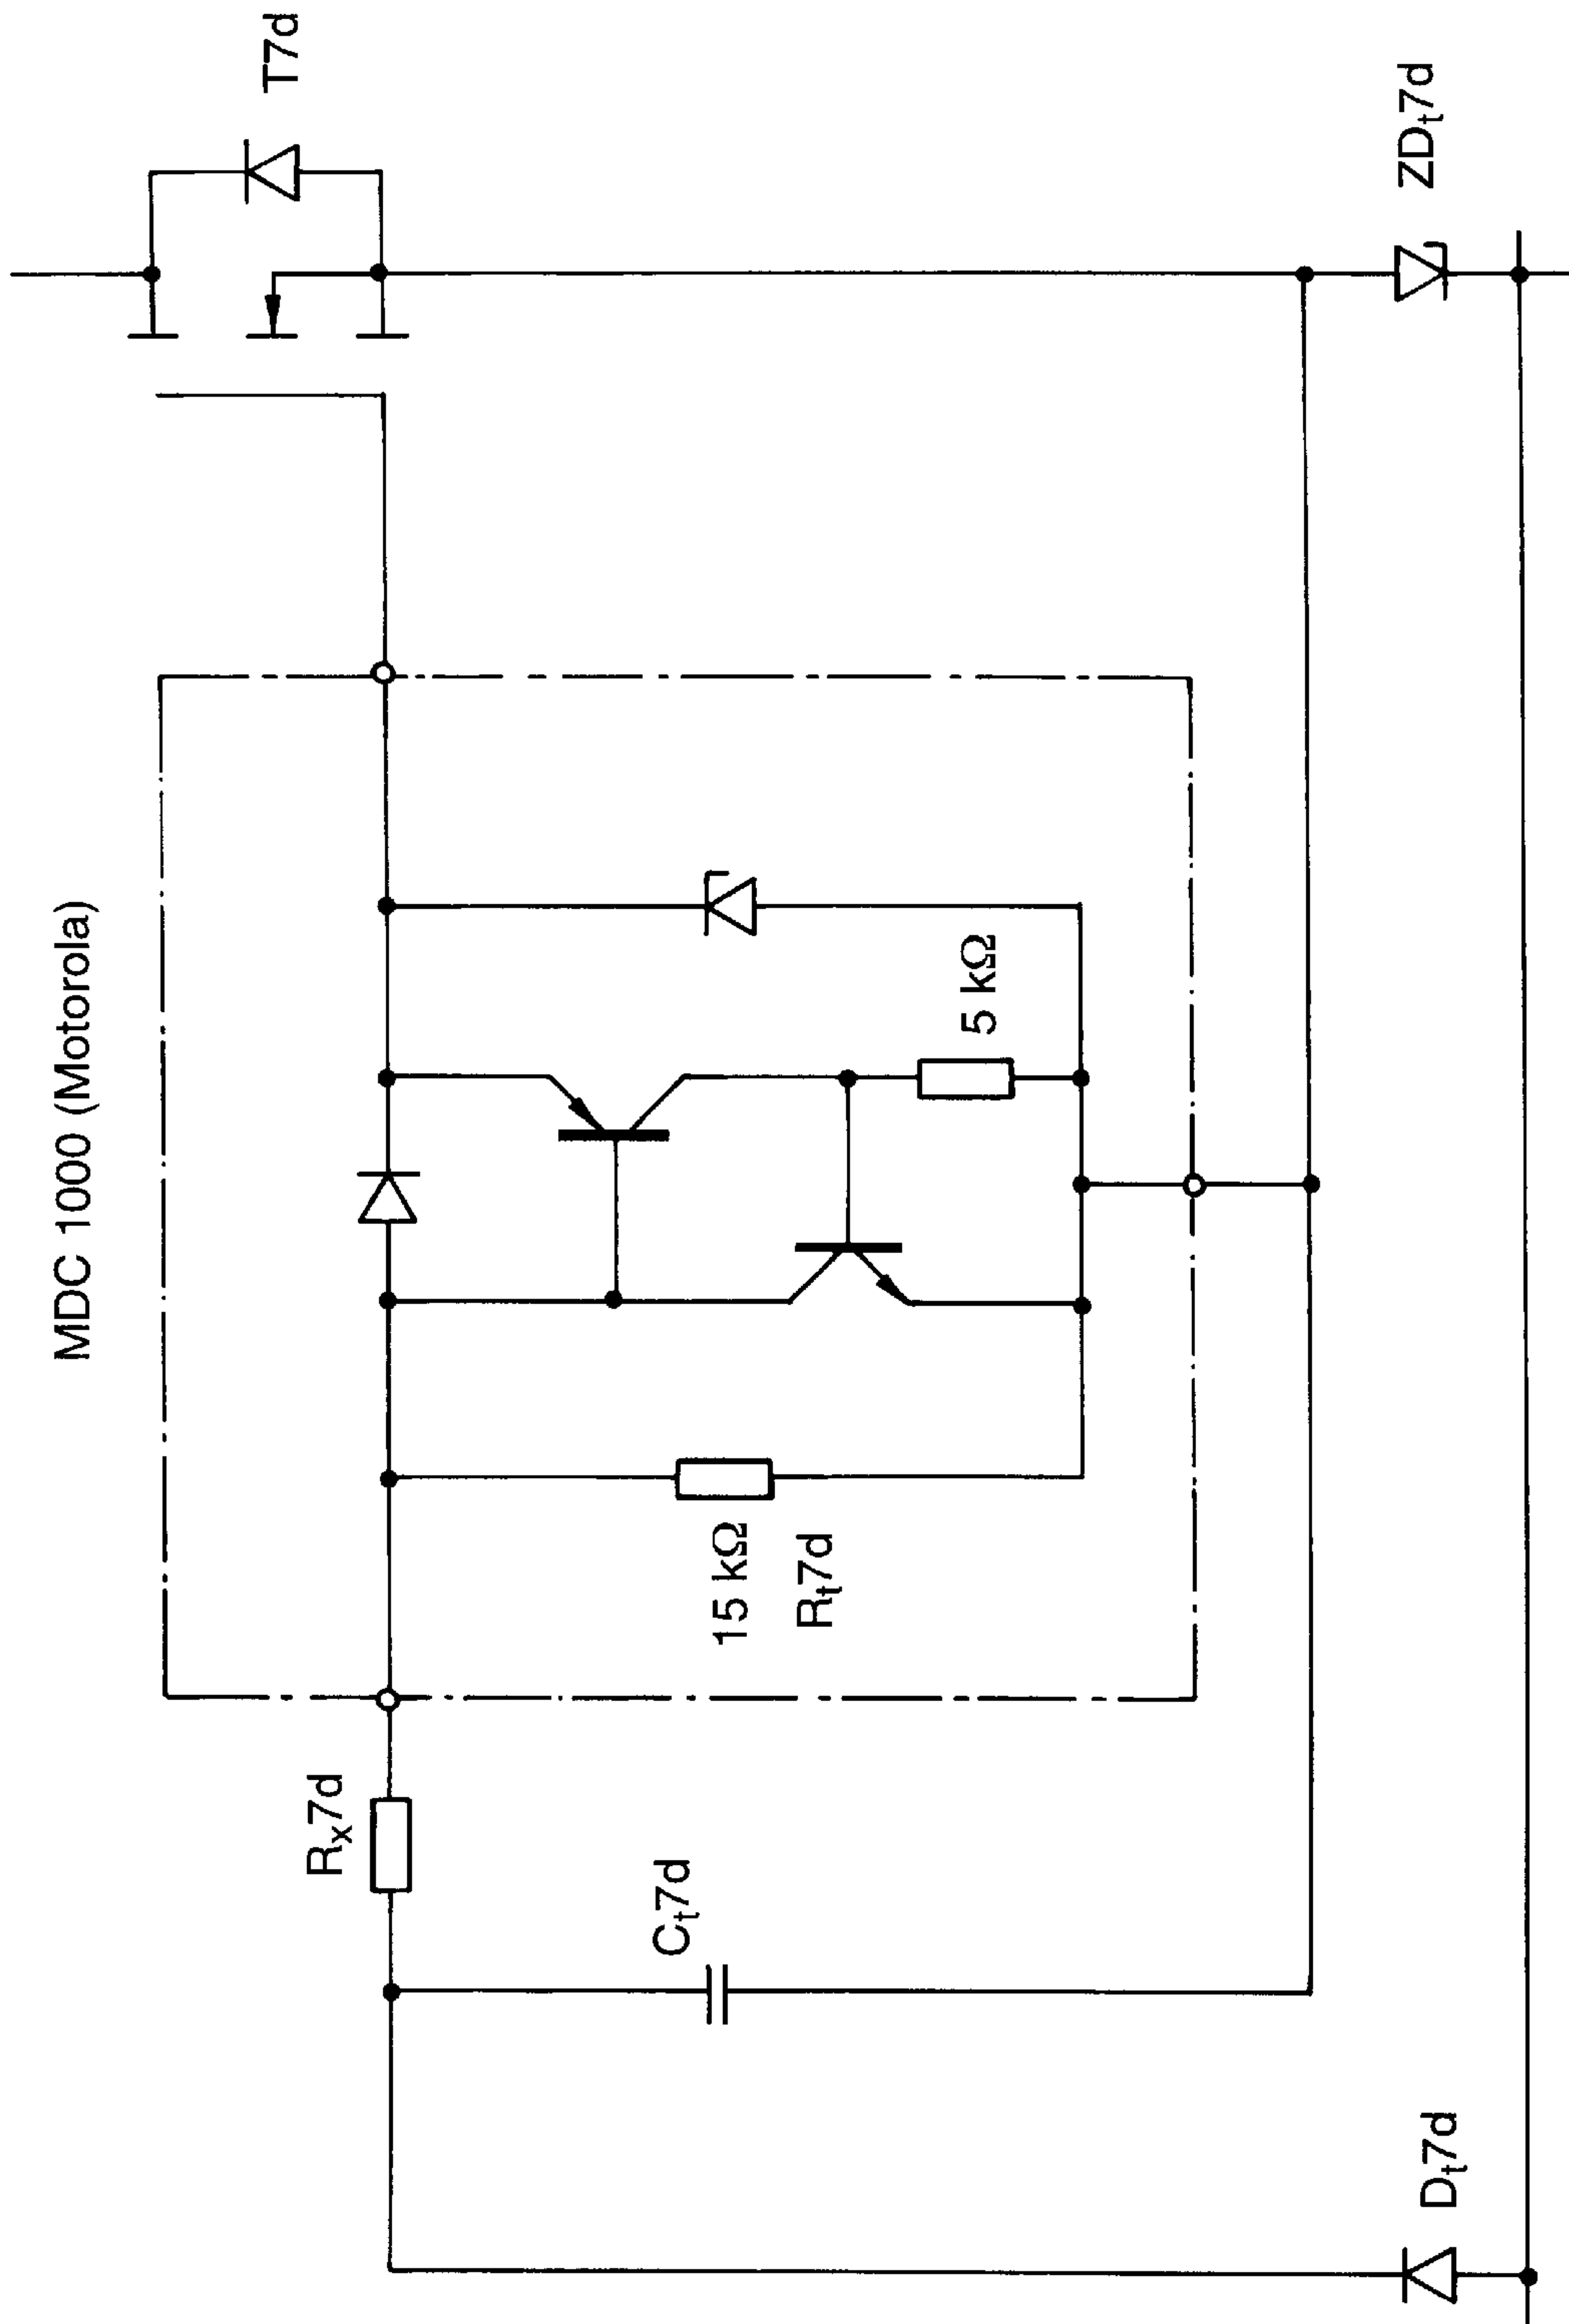 MDC 1000 (Motorola)
T7d
ZDt7d
5 kΩ
15 kΩ
Rt7d
Rx7d
Ct7d
Dt7d